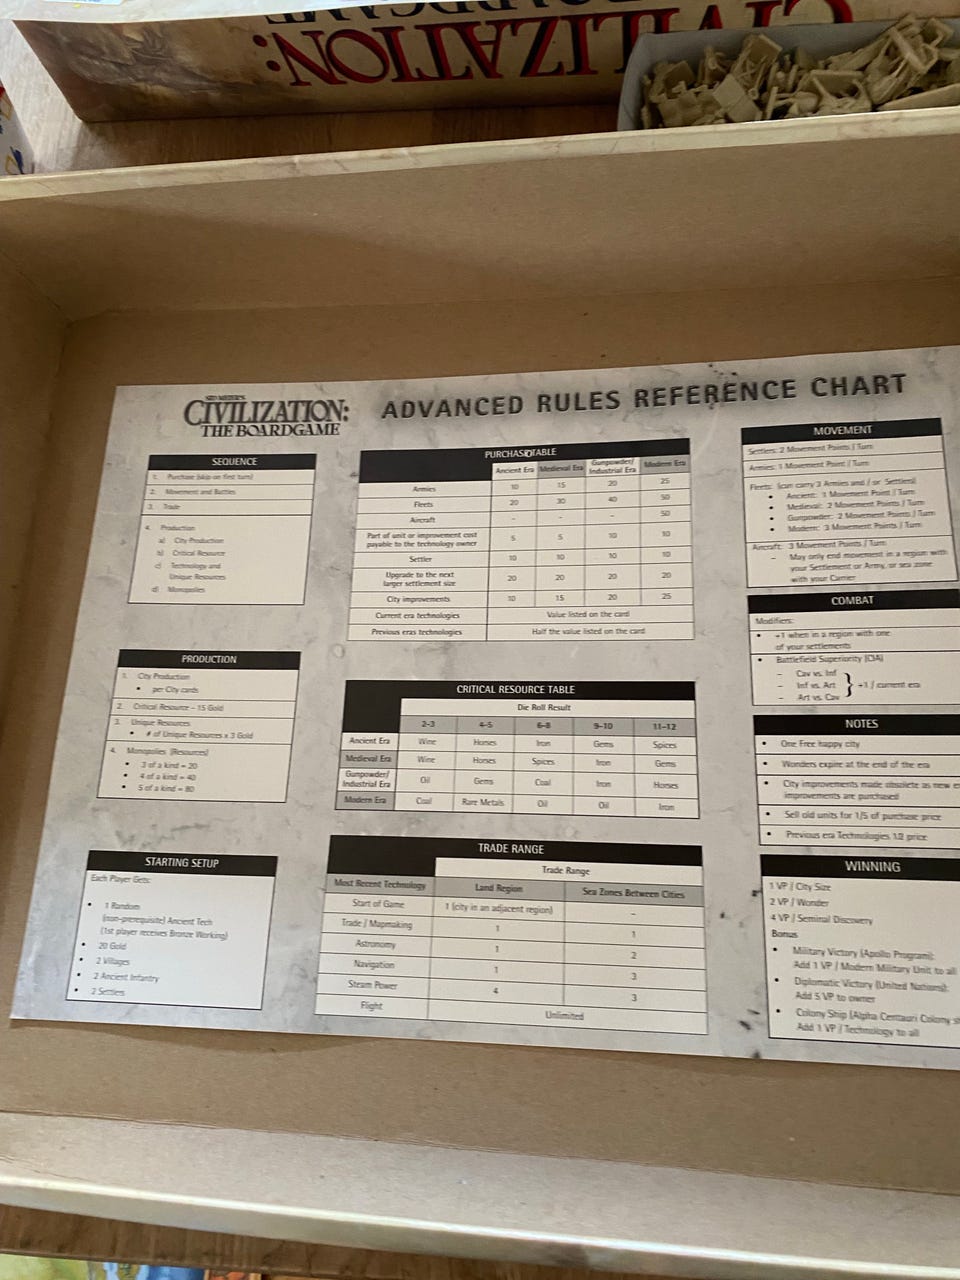 CIVILIZATION:
BOARDGAME
SID MEIER'S
CIVILIZATION:
THE BOARDGAME
ADVANCED RULES REFERENCE CHART
SEQUENCE
1. Purchase (skip on first turn)
2. Movement and Battles
3. Trade
4. Production
a) City Production
b) Critical Resource
c) Technology and
Unique Resources
d) Monopolies
PRODUCTION
1. City Production
• per City cards
2. Critical Resource – 15 Gold
3. Unique Resources
• # of Unique Resources x 3 Gold
4. Monopolies (Resources)
• 3 of a kind = 20
• 4 of a kind = 40
• 5 of a kind = 80
STARTING SETUP
Each Player Gets:
• 1 Random
(non-prerequisite) Ancient Tech
(1st player receives Bronze Working)
• 20 Gold
• 2 Villages
• 2 Ancient Infantry
• 2 Settlers
PURCHASE TABLE
Ancient Era Medieval Era Gunpowder/ Industrial Era Modern Era
Armies 10 15 20 25
Fleets 20 30 40 50
Aircraft - - - 50
Part of unit or improvement cost
payable to the technology owner 5 5 10 10
Settler 10 10 10 10
Upgrade to the next
larger settlement size 20 20 20 20
City improvements 10 15 20 25
Current era technologies Value listed on the card
Previous eras technologies Half the value listed on the card
CRITICAL RESOURCE TABLE
Die Roll Result
2–3 4–5 6–8 9–10 11–12
Ancient Era Wine Horses Iron Gems Spices
Medieval Era Wine Horses Spices Iron Gems
Gunpowder/
Industrial Era Oil Gems Coal Iron Horses
Modern Era Coal Rare Metals Oil Oil Iron
TRADE RANGE
Trade Range
Most Recent Technology Land Region Sea Zones Between Cities
Start of Game 1 (city in an adjacent region) –
Trade / Mapmaking 1 1
Astronomy 1 2
Navigation 1 3
Steam Power 4 3
Flight Unlimited
MOVEMENT
Settlers: 2 Movement Points / Turn
Armies: 1 Movement Point / Turn
Fleets: (can carry 3 Armies and / or Settlers)
• Ancient: 1 Movement Point / Turn
• Medieval: 2 Movement Points / Turn
• Gunpowder: 2 Movement Points / Turn
• Modern: 3 Movement Points / Turn
Aircraft: 3 Movement Points / Turn
– May only end movement in a region with
your Settlement or Army, or sea zone
with your Carrier
COMBAT
Modifiers:
• +1 when in a region with one
of your settlements
• Battlefield Superiority (CIA)
– Cav vs. Inf
– Inf vs. Art } +1 / current era
– Art vs. Cav
NOTES
• One Free happy city
• Wonders expire at the end of the era
• City improvements made obsolete as new
improvements are purchased
• Sell old units for 1/5 of purchase price
• Previous era Technologies 1/2 price
WINNING
1 VP / City Size
2 VP / Wonder
4 VP / Seminal Discovery
Bonus
• Military Victory (Apollo Program):
Add 1 VP / Modern Military Unit to all
• Diplomatic Victory (United Nations):
Add 5 VP to owner
• Colony Ship (Alpha Centauri Colony
Add 1 VP / Technology to all